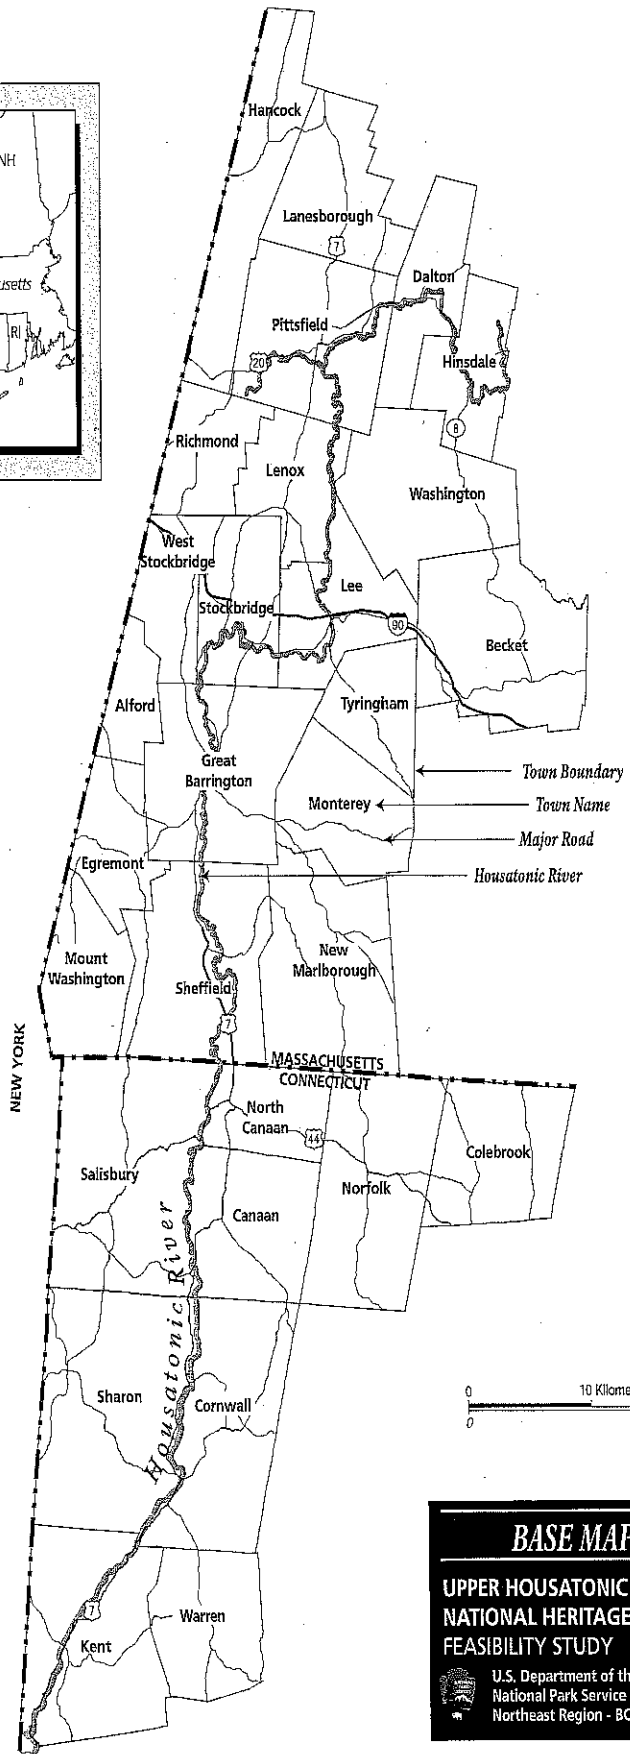 NH
usetts
RI
Hancock
Lanesborough
7
Dalton
Pittsfield
20
Hinsdale
8
Richmond
Lenox
Washington
West
Stockbridge
Lee
Stockbridge
90
Becket
Alford
Tyringham
Great
Barrington
Town Boundary
Monterey
Town Name
Major Road
Egremont
Housatonic River
Mount
Washington
New
Marlborough
Sheffield
7
NEW YORK
MASSACHUSETTS
CONNECTICUT
North
Canaan
44
Colebrook
Salisbury
Norfolk
Canaan
Housatonic River
Sharon
Cornwall
0
10 Kilome
0
7
Warren
Kent
BASE MAP
UPPER HOUSATONIC
NATIONAL HERITAGE
FEASIBILITY STUDY
U.S. Department of th
National Park Service
Northeast Region - BO